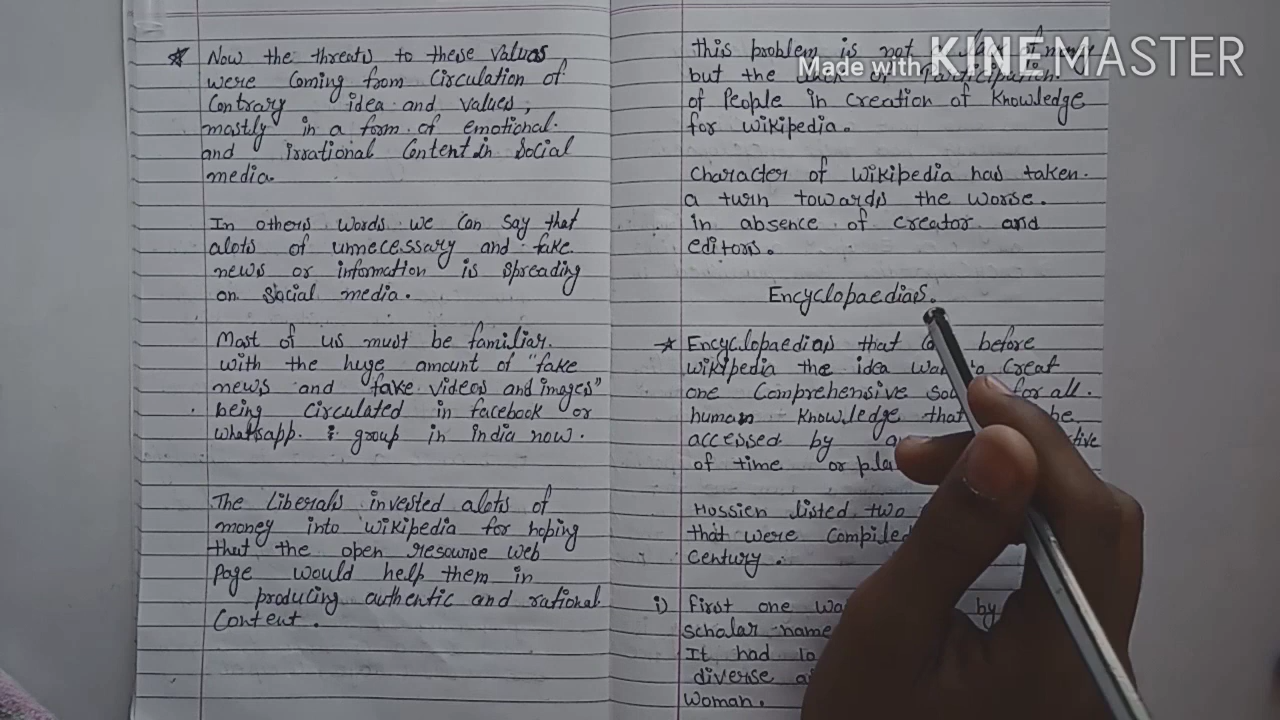 Now the threats to these values
were coming from circulation of
contrary idea and values,
mostly in a form of emotional.
and irrational content in social
media.
In others words we can say that
alots of unnecessary and fake
news or information is spreading
on social media.
Most of us must be familiar.
with the huge amount of "fake
news and fake videos and images"
being circulated in facebook or
whatsapp. group in india now.
The Liberals invested alots of
money into wikipedia for hoping
that the open resourse web
page would help them in
producing authentic and rational
content.
Made with KINEMASTER
this problem is not
but the of Participation.
of People in creation of Knowledge
for wikipedia.
Character of wikipedia has taken.
a turn towards the worse.
in absence of creator and
editors.
Encyclopaedias.
Encyclopaedias that before
wikipedia the idea to creat
one Comprehensive for all.
human Knowledge that be
accessed by
of time or
Hossien listed two
that were compiled
century.
i) first one by
scholar
It had
diverse
woman.